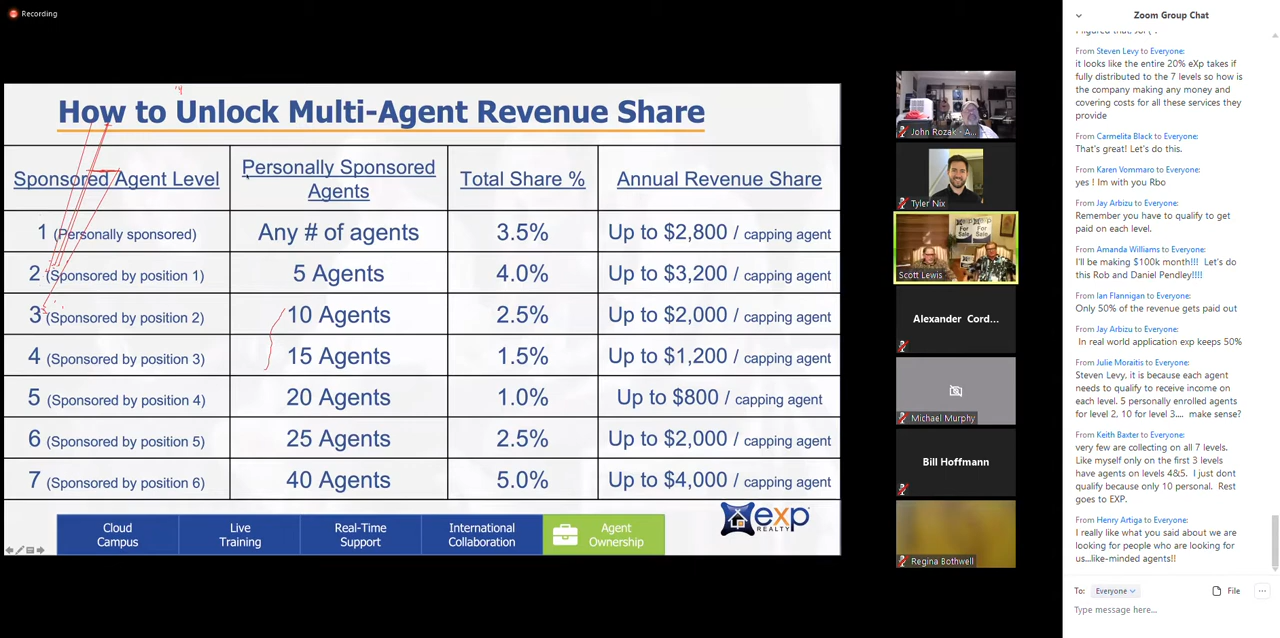 Recording
How to Unlock Multi-Agent Revenue Share
Sponsored Agent Level
Personally Sponsored
Agents
Total Share %
Annual Revenue Share
1 (Personally sponsored)
Any # of agents
3.5%
Up to $2,800 / capping agent
2 (Sponsored by position 1)
5 Agents
4.0%
Up to $3,200 / capping agent
3 (Sponsored by position 2)
10 Agents
2.5%
Up to $2,000 / capping agent
4 (Sponsored by position 3)
15 Agents
1.5%
Up to $1,200 / capping agent
5 (Sponsored by position 4)
20 Agents
1.0%
Up to $800 / capping agent
6 (Sponsored by position 5)
25 Agents
2.5%
Up to $2,000 / capping agent
7 (Sponsored by position 6)
40 Agents
5.0%
Up to $4,000 / capping agent
Cloud
Campus
Live
Training
Real-Time
Support
International
Collaboration
Agent
Ownership
exp
REALTY
John Rozak - A...
Tyler Nix
For
Sale
For
Sale
Scott Lewis
Alexander Cord...
Michael Murphy
Bill Hoffmann
Regina Bothwell
Zoom Group Chat
From Steven Levy to Everyone:
it looks like the entire 20% eXp takes if
fully distributed to the 7 levels so how is
the company making any money and
covering costs for all these services they
provide
From Carmelita Black to Everyone:
That's great! Let's do this.
From Karen Vommaro to Everyone:
yes ! Im with you Rbo
From Jay Arbizu to Everyone:
Remember you have to qualify to get
paid on each level.
From Amanda Williams to Everyone:
I'll be making $100k month!!! Let's do
this Rob and Daniel Pendley!!!!
From Ian Flannigan to Everyone:
Only 50% of the revenue gets paid out
From Jay Arbizu to Everyone:
In real world application exp keeps 50%
From Julie Moraitis to Everyone:
Steven Levy, it is because each agent
needs to qualify to receive income on
each level. 5 personally enrolled agents
for level 2, 10 for level 3.... make sense?
From Keith Baxter to Everyone:
very few are collecting on all 7 levels.
Like myself only on the first 3 levels
have agents on levels 4&5. I just dont
qualify because only 10 personal. Rest
goes to EXP.
From Henry Artiga to Everyone:
I really like what you said about we are
looking for people who are looking for
us...like-minded agents!!
To: Everyone
File
Type message here...